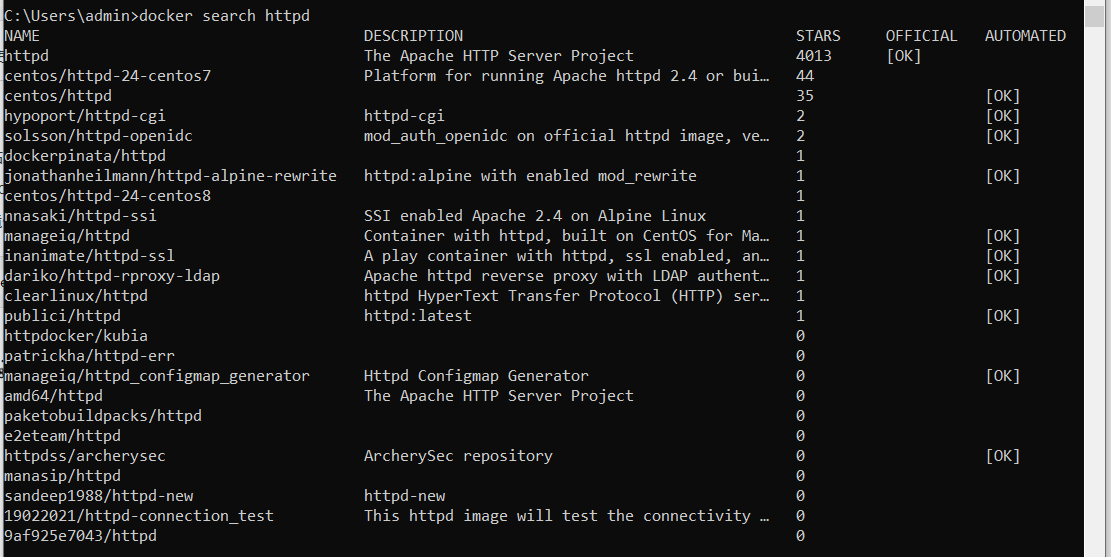 C:\Users\admin>docker search httpd
NAME DESCRIPTION STARS OFFICIAL AUTOMATED
httpd The Apache HTTP Server Project 4013 [OK]
centos/httpd-24-centos7 Platform for running Apache httpd 2.4 or bui… 44
centos/httpd 35 [OK]
hypoport/httpd-cgi httpd-cgi 2 [OK]
solsson/httpd-openidc mod_auth_openidc on official httpd image, ve… 2 [OK]
dockerpinata/httpd 1
jonathanheilmann/httpd-alpine-rewrite httpd:alpine with enabled mod_rewrite 1 [OK]
centos/httpd-24-centos8 1
nnasaki/httpd-ssi SSI enabled Apache 2.4 on Alpine Linux 1
manageiq/httpd Container with httpd, built on CentOS for Ma… 1 [OK]
inanimate/httpd-ssl A play container with httpd, ssl enabled, an… 1 [OK]
dariko/httpd-rproxy-ldap Apache httpd reverse proxy with LDAP authent… 1 [OK]
clearlinux/httpd httpd HyperText Transfer Protocol (HTTP) ser… 1
publici/httpd httpd:latest 1 [OK]
httpdocker/kubia 0
patrickha/httpd-err 0
manageiq/httpd_configmap_generator Httpd Configmap Generator 0 [OK]
amd64/httpd The Apache HTTP Server Project 0
paketobuildpacks/httpd 0
e2eteam/httpd 0
httpdss/archerysec ArcherySec repository 0 [OK]
manasip/httpd 0
sandeep1988/httpd-new httpd-new 0
19022021/httpd-connection_test This httpd image will test the connectivity … 0
9af925e7043/httpd 0